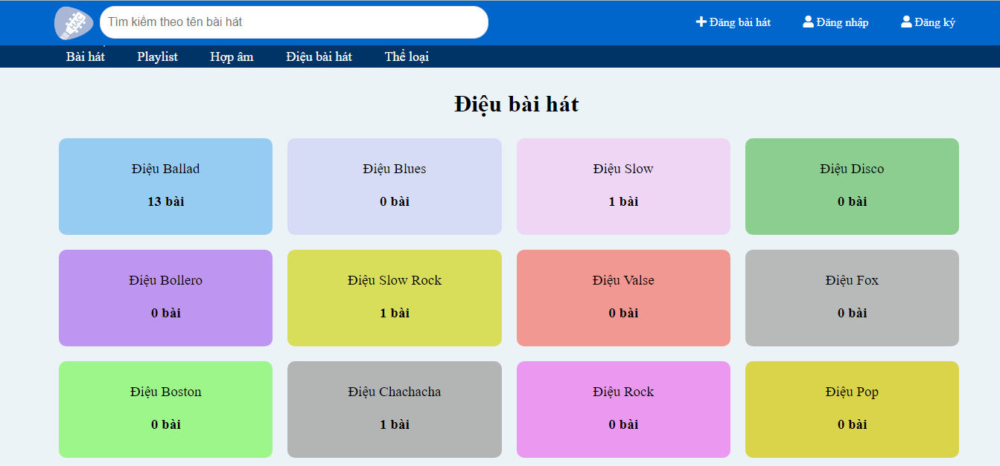 HAC
Tìm kiếm theo tên bài hát
Đăng bài hát
Đăng nhập
Đăng ký
Bài hát
Playlist
Hợp âm
Điệu bài hát
Thể loại
Điệu bài hát
Điệu Ballad
13 bài
Điệu Blues
0 bài
Điệu Slow
1 bài
Điệu Disco
0 bài
Điệu Bollero
0 bài
Điệu Slow Rock
1 bài
Điệu Valse
0 bài
Điệu Fox
0 bài
Điệu Boston
0 bài
Điệu Chachacha
1 bài
Điệu Rock
0 bài
Điệu Pop
0 bài